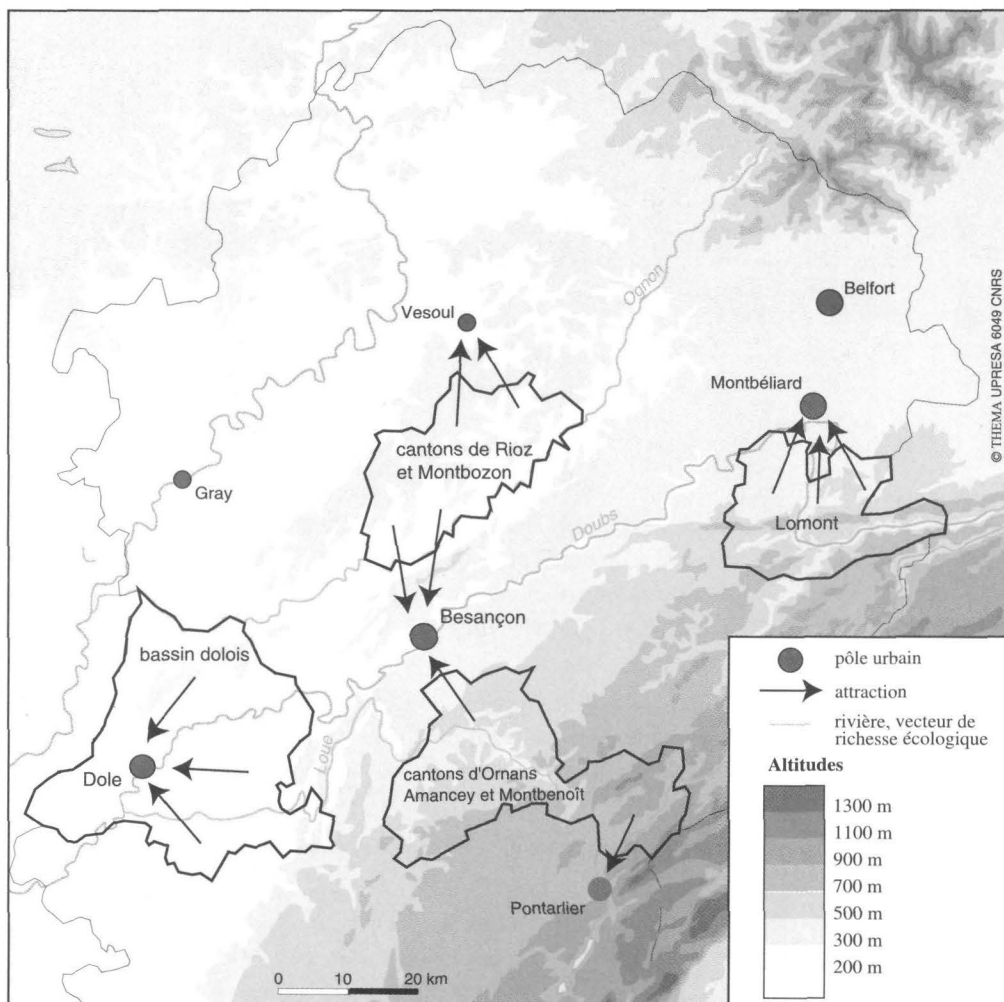 Vesoul
Ognon
Belfort
Montbéliard
cantons de Rioz
et Montbozon
Gray
Doubs
Lomont
Besançon
bassin dolois
Loue
Dole
cantons d'Ornans
Amancey et Montbenoît
Pontarlier
0 10 20 km
© THEMA UPRESA 6049 CNRS
pôle urbain
attraction
rivière, vecteur de
richesse écologique
Altitudes
1300 m
1100 m
900 m
700 m
500 m
300 m
200 m